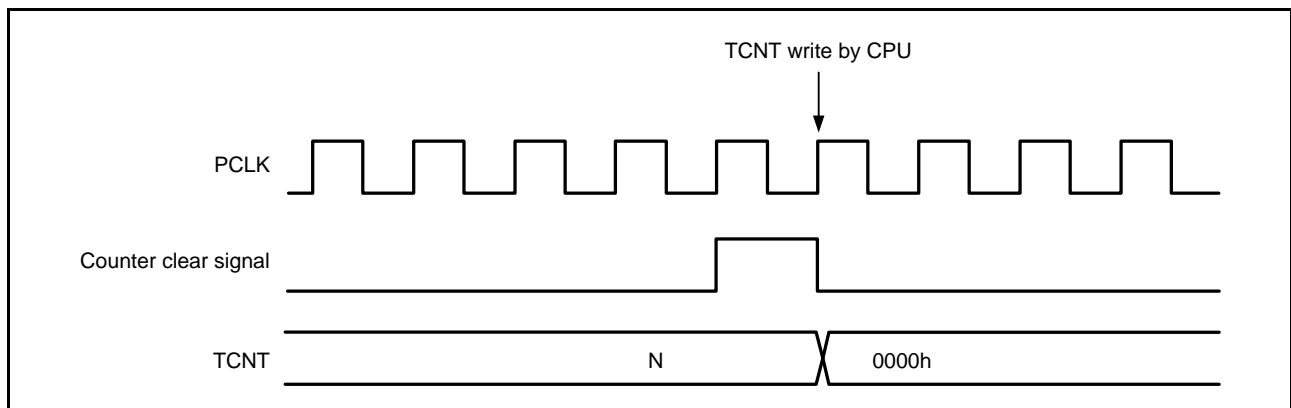 TCNT write by CPU
PCLK
Counter clear signal
TCNT
N
0000h